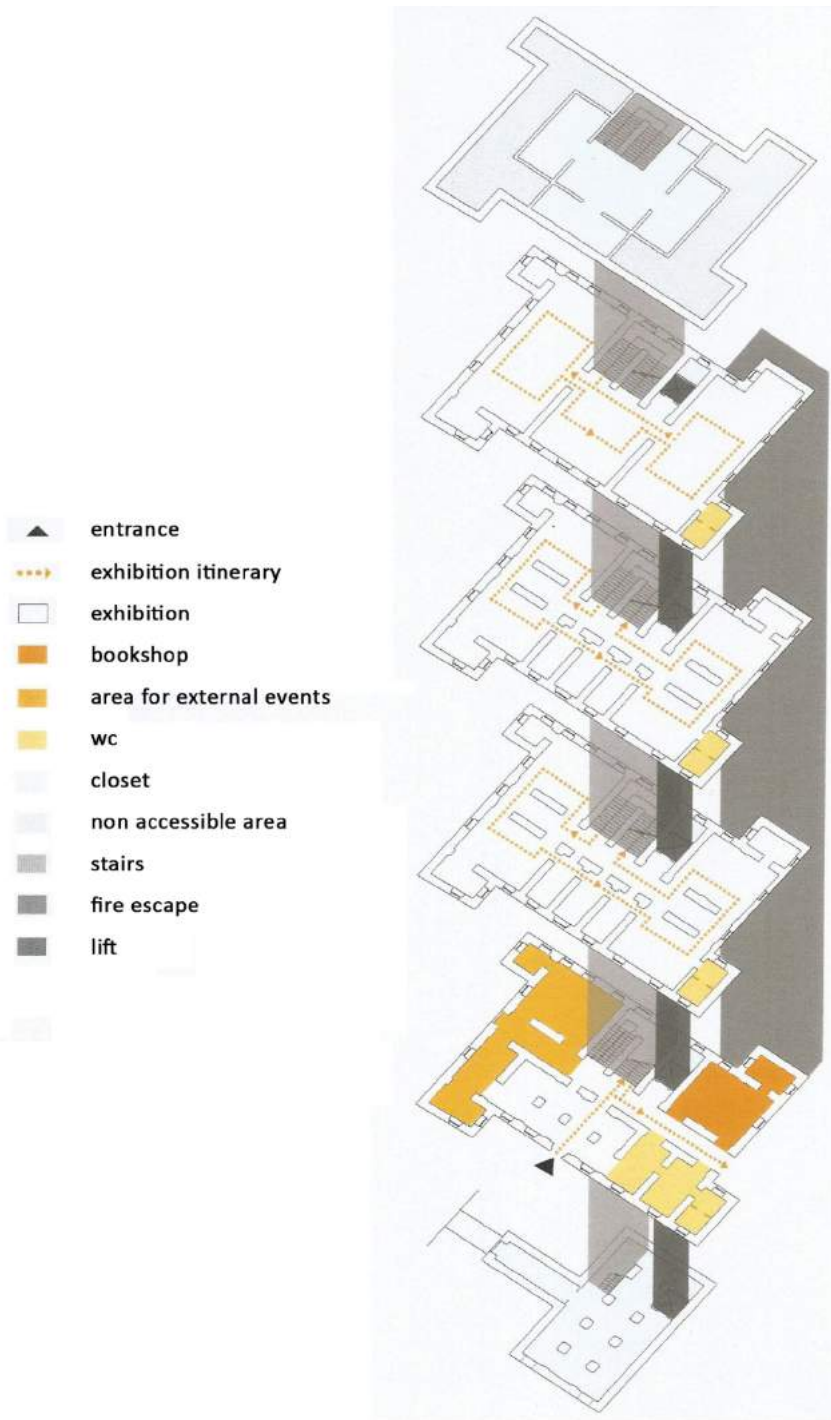 entrance
exhibition itinerary
exhibition
bookshop
area for external events
wc
closet
non accessible area
stairs
fire escape
lift